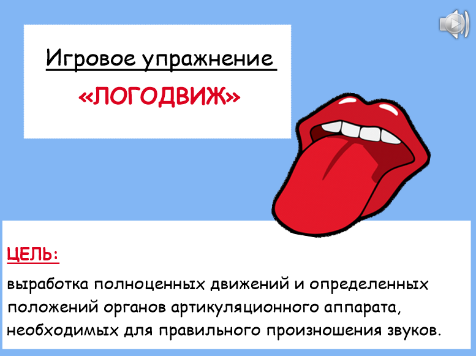 Игровое упражнение
«ЛОГОДВИЖ»
ЦЕЛЬ:
выработка полноценных движений и определенных
положений органов артикуляционного аппарата,
необходимых для правильного произношения звуков.